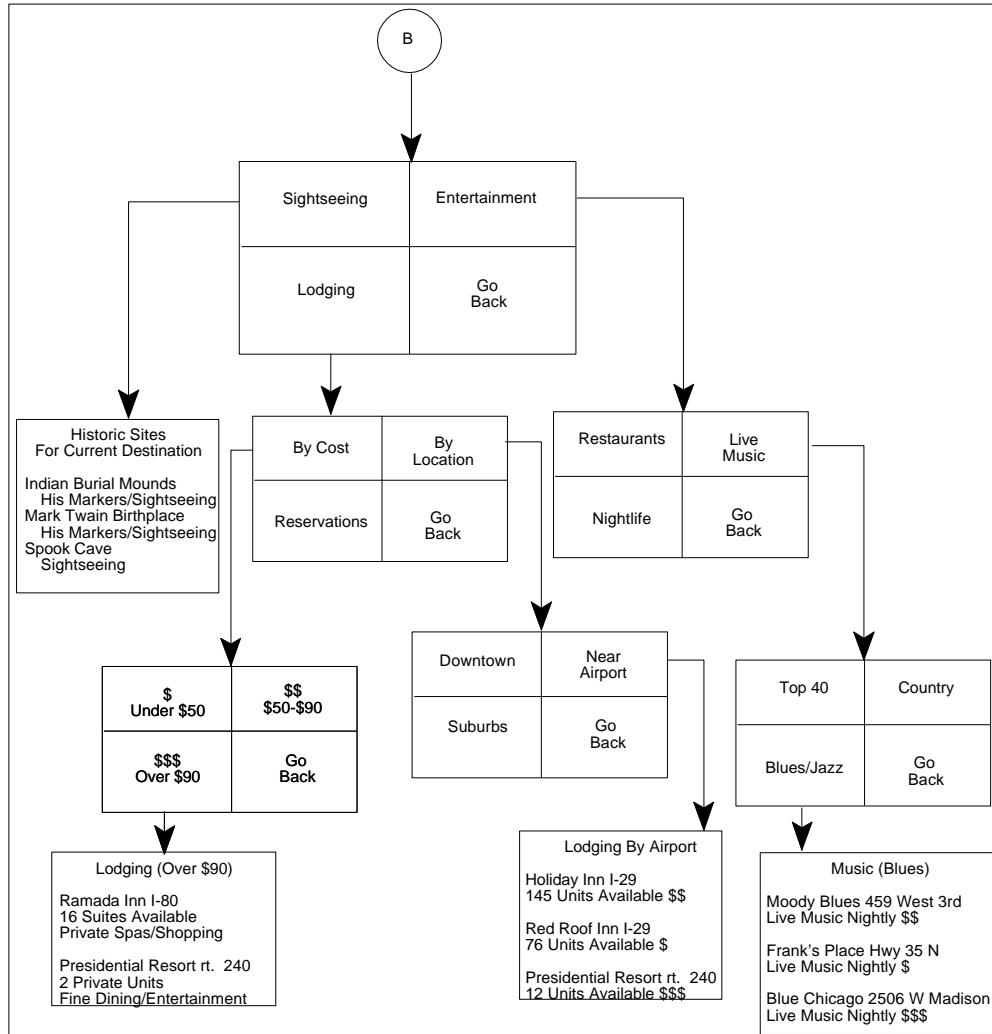 B
Sightseeing
Entertainment
Lodging
Go
Back
Historic Sites
For Current Destination
Indian Burial Mounds
His Markers/Sightseeing
Mark Twain Birthplace
His Markers/Sightseeing
Spook Cave
Sightseeing
By Cost
By
Location
Reservations
Go
Back
Restaurants
Live
Music
Nightlife
Go
Back
$
Under $50
$$
$50-$90
$$$
Over $90
Go
Back
Downtown
Near
Airport
Suburbs
Go
Back
Top 40
Country
Blues/Jazz
Go
Back
Lodging (Over $90)
Ramada Inn I-80
16 Suites Available
Private Spas/Shopping
Presidential Resort rt. 240
2 Private Units
Fine Dining/Entertainment
Lodging By Airport
Holiday Inn I-29
145 Units Available $$
Red Roof Inn I-29
76 Units Available $
Presidential Resort rt. 240
12 Units Available $$$
Music (Blues)
Moody Blues 459 West 3rd
Live Music Nightly $$
Frank's Place Hwy 35 N
Live Music Nightly $
Blue Chicago 2506 W Madison
Live Music Nightly $$$